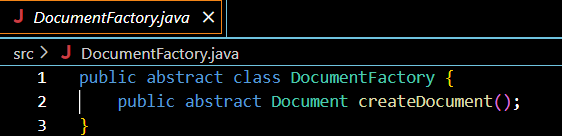 J DocumentFactory.java ×
src > J DocumentFactory.java
1 public abstract class DocumentFactory {
2     public abstract Document createDocument();
3 }